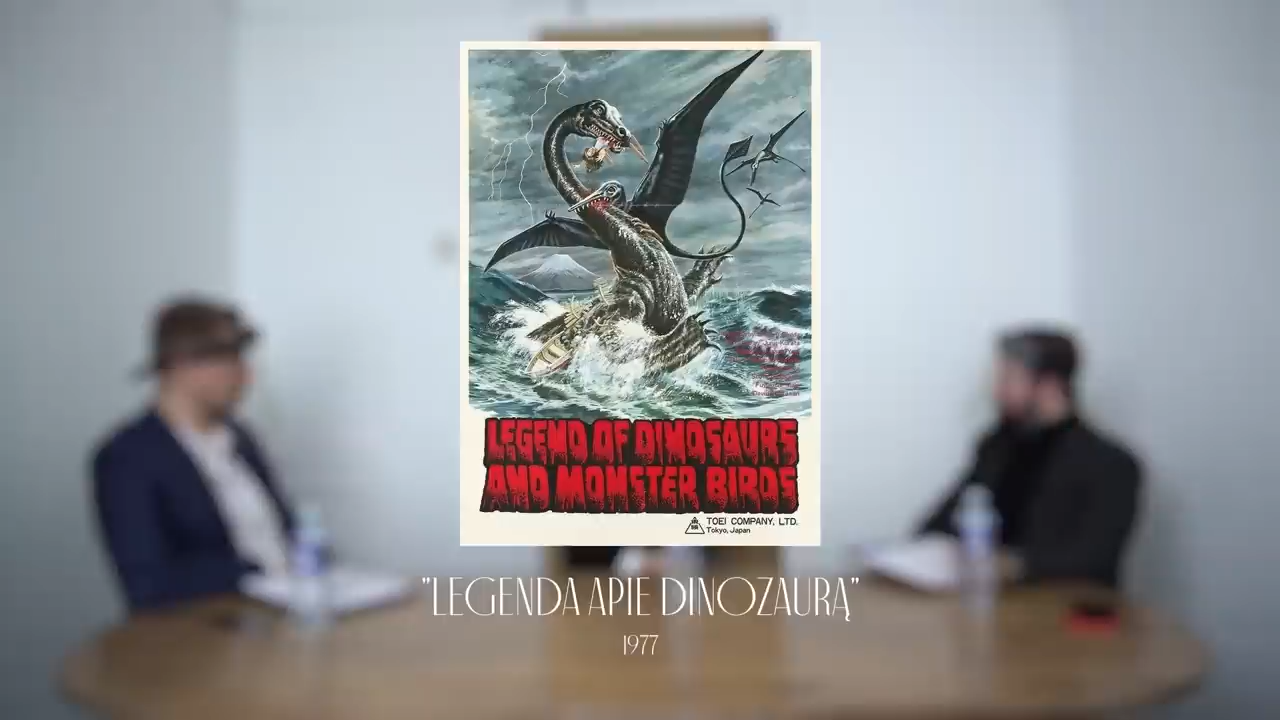 LEGEND OF DINOSAURS
AND MONSTER BIRDS
TOEI COMPANY, LTD.
Tokyo, Japan
"LEGENDA APIE DINOZAURĄ"
1977